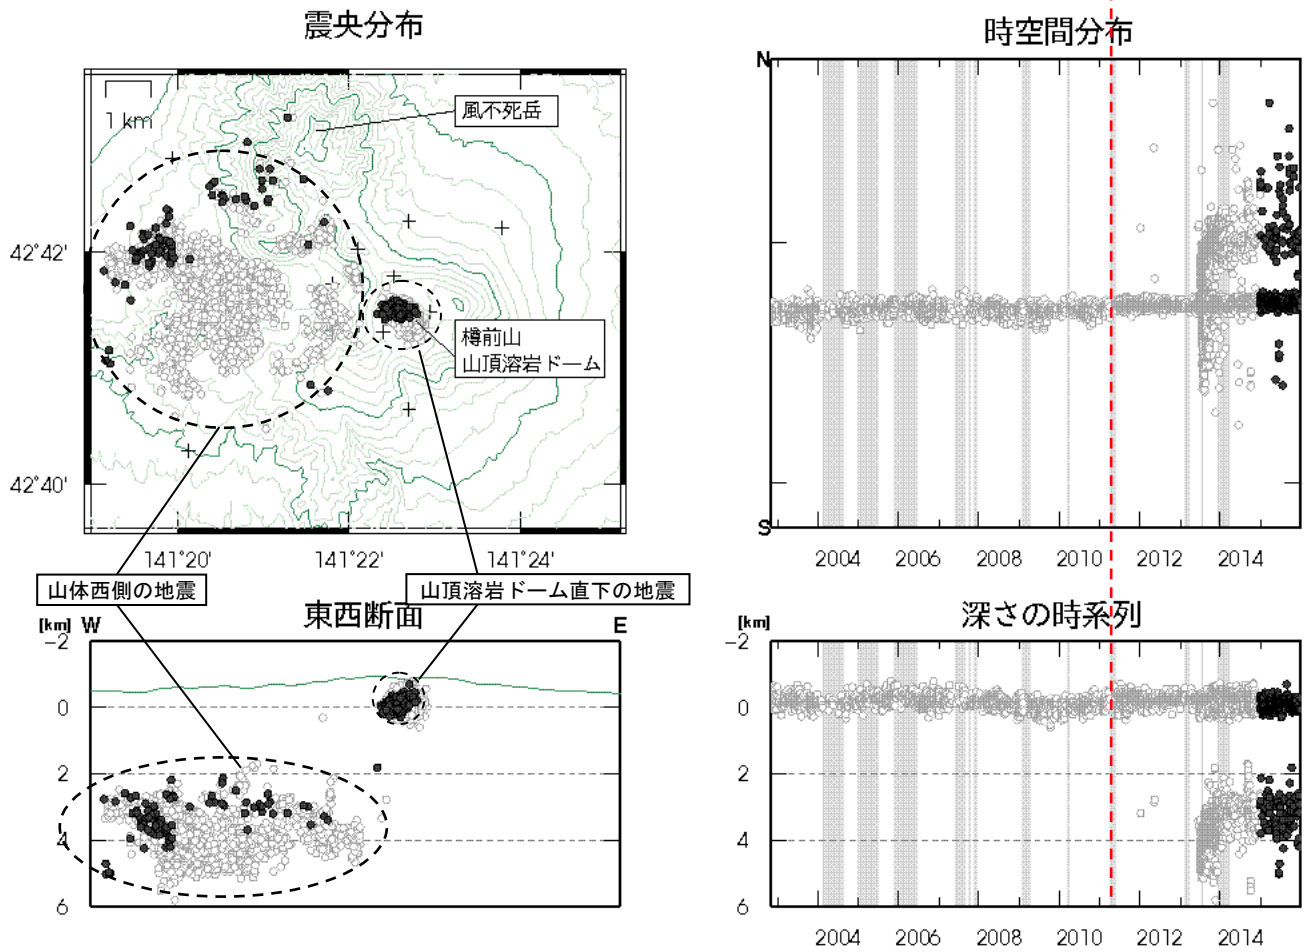 震央分布
1 km
風不死岳
42°42'
樽前山
山頂溶岩ドーム
42°40'
141°20'
141°22'
141°24'
山体西側の地震
山頂溶岩ドーム直下の地震
東西断面
[km] W
E
−2
0
2
4
6
時空間分布
N
S
2004 2006 2008 2010 2012 2014
深さの時系列
[km]
−2
0
2
4
6
2004 2006 2008 2010 2012 2014